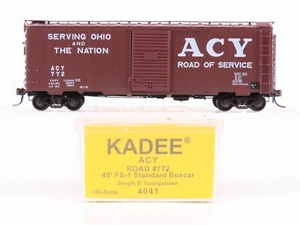 SERVING OHIO
AND
THE NATION
ACY
772
ACY
ROAD OF SERVICE
KADEE®
ACY
ROAD #772
40' PS-1 Standard Boxcar
Single 6' Youngstown
HO-Scale
4041